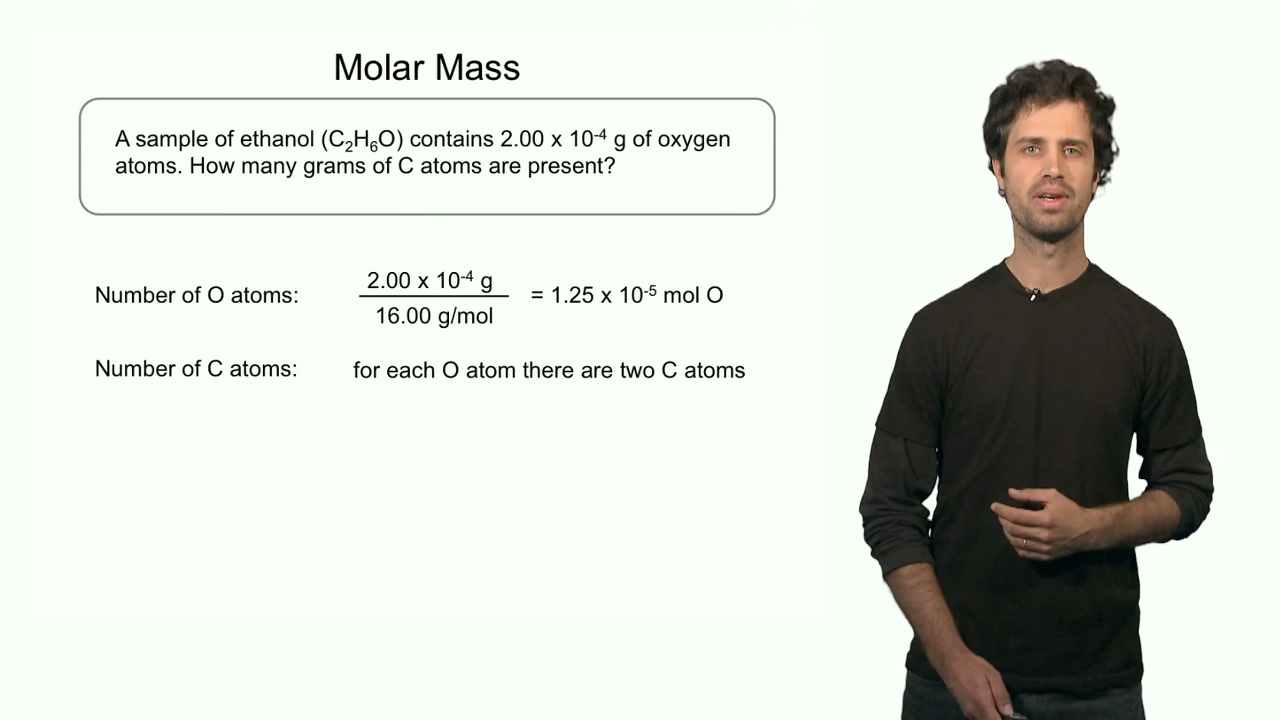 Molar Mass
A sample of ethanol (C₂H₆O) contains 2.00 x 10⁻⁴ g of oxygen
atoms. How many grams of C atoms are present?
Number of O atoms:
2.00 x 10⁻⁴ g
16.00 g/mol
= 1.25 x 10⁻⁵ mol O
Number of C atoms:
for each O atom there are two C atoms